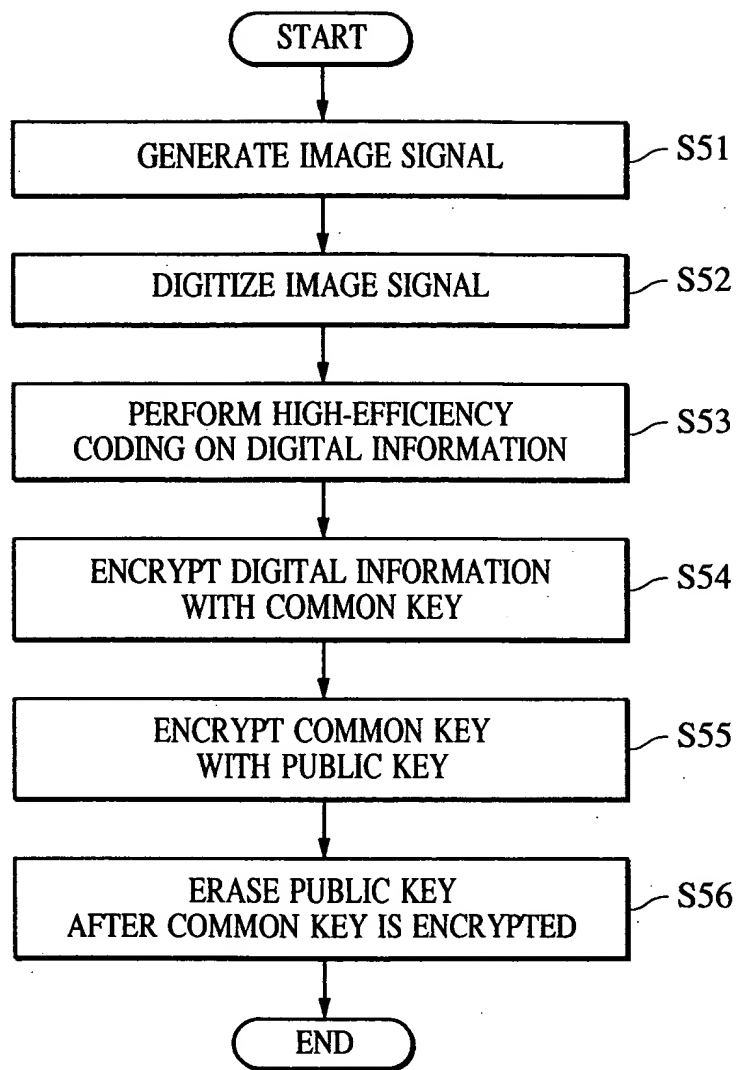 START
GENERATE IMAGE SIGNAL
S51
DIGITIZE IMAGE SIGNAL
S52
PERFORM HIGH-EFFICIENCY
CODING ON DIGITAL INFORMATION
S53
ENCRYPT DIGITAL INFORMATION
WITH COMMON KEY
S54
ENCRYPT COMMON KEY
WITH PUBLIC KEY
S55
ERASE PUBLIC KEY
AFTER COMMON KEY IS ENCRYPTED
S56
END